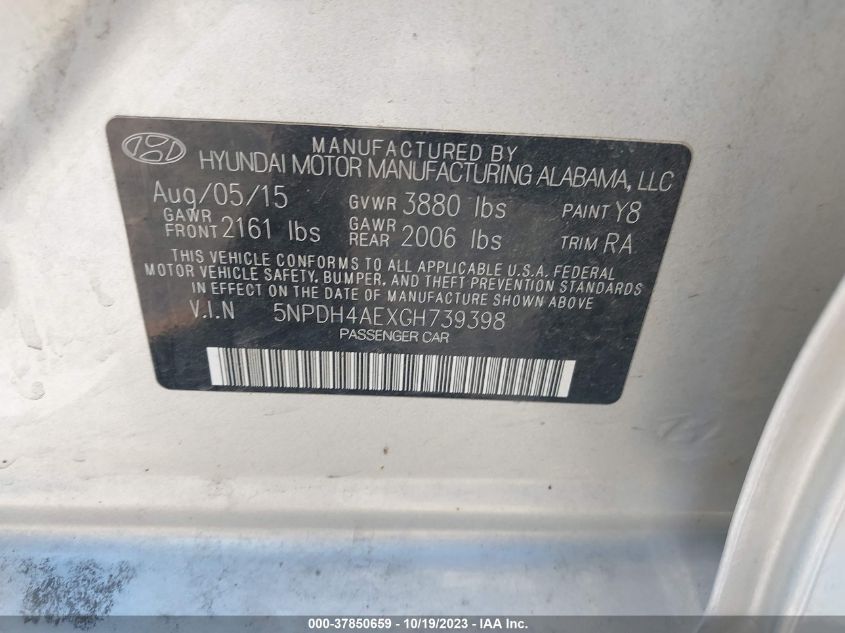 MANUFACTURED BY
HYUNDAI MOTOR MANUFACTURING ALABAMA, LLC
Aug/05/15 GVWR 3880 lbs PAINT Y8
GAWR FRONT 2161 lbs GAWR REAR 2006 lbs TRIM RA
THIS VEHICLE CONFORMS TO ALL APPLICABLE U.S.A. FEDERAL
MOTOR VEHICLE SAFETY, BUMPER, AND THEFT PREVENTION STANDARDS
IN EFFECT ON THE DATE OF MANUFACTURE SHOWN ABOVE
V.I.N 5NPDH4AEXGH739398
PASSENGER CAR
000-37850659 - 10/19/2023 - © IAA Inc.